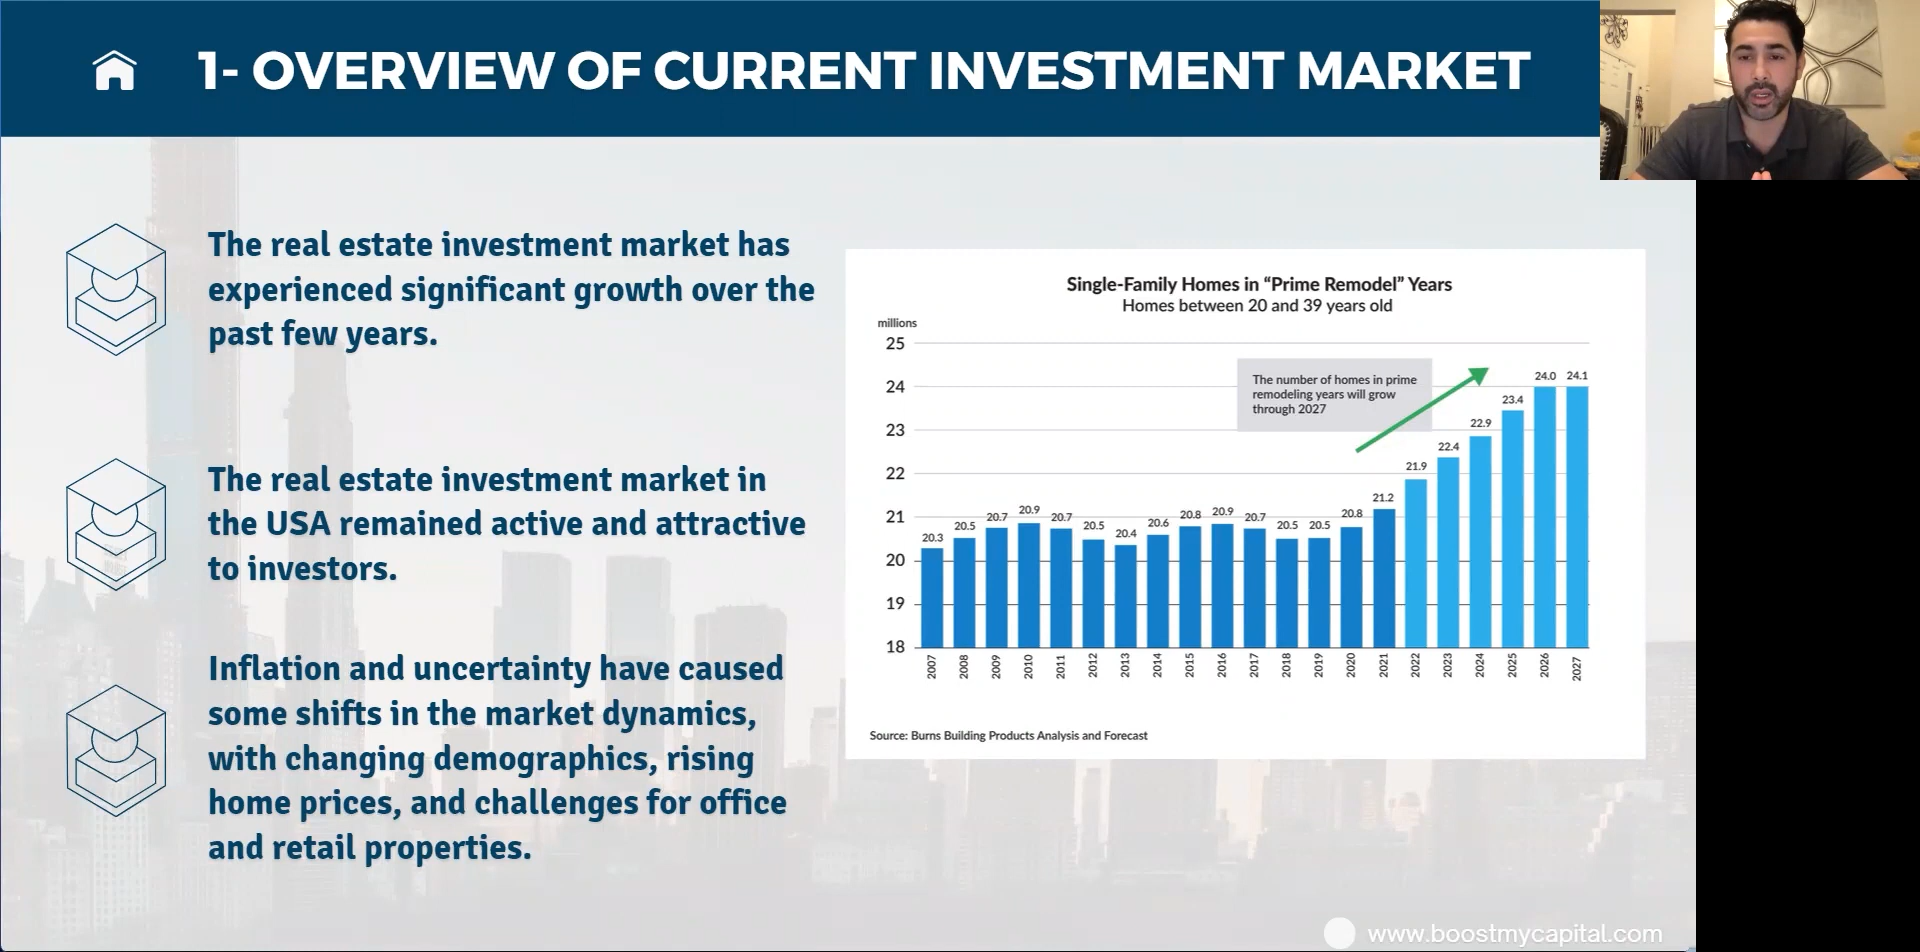 1- OVERVIEW OF CURRENT INVESTMENT MARKET
The real estate investment market has
experienced significant growth over the
past few years.
The real estate investment market in
the USA remained active and attractive
to investors.
Inflation and uncertainty have caused
some shifts in the market dynamics,
with changing demographics, rising
home prices, and challenges for office
and retail properties.
Single-Family Homes in “Prime Remodel” Years
Homes between 20 and 39 years old
millions
25
24
23
22
21
20
19
18
The number of homes in prime
remodeling years will grow
through 2027
20.3
20.5
20.7
20.9
20.7
20.5
20.4
20.6
20.8
20.9
20.7
20.5
20.5
20.8
21.2
21.9
22.4
22.9
23.4
24.0
24.1
2007
2008
2009
2010
2011
2012
2013
2014
2015
2016
2017
2018
2019
2020
2021
2022
2023
2024
2025
2026
2027
Source: Burns Building Products Analysis and Forecast
www.boostmycapital.com